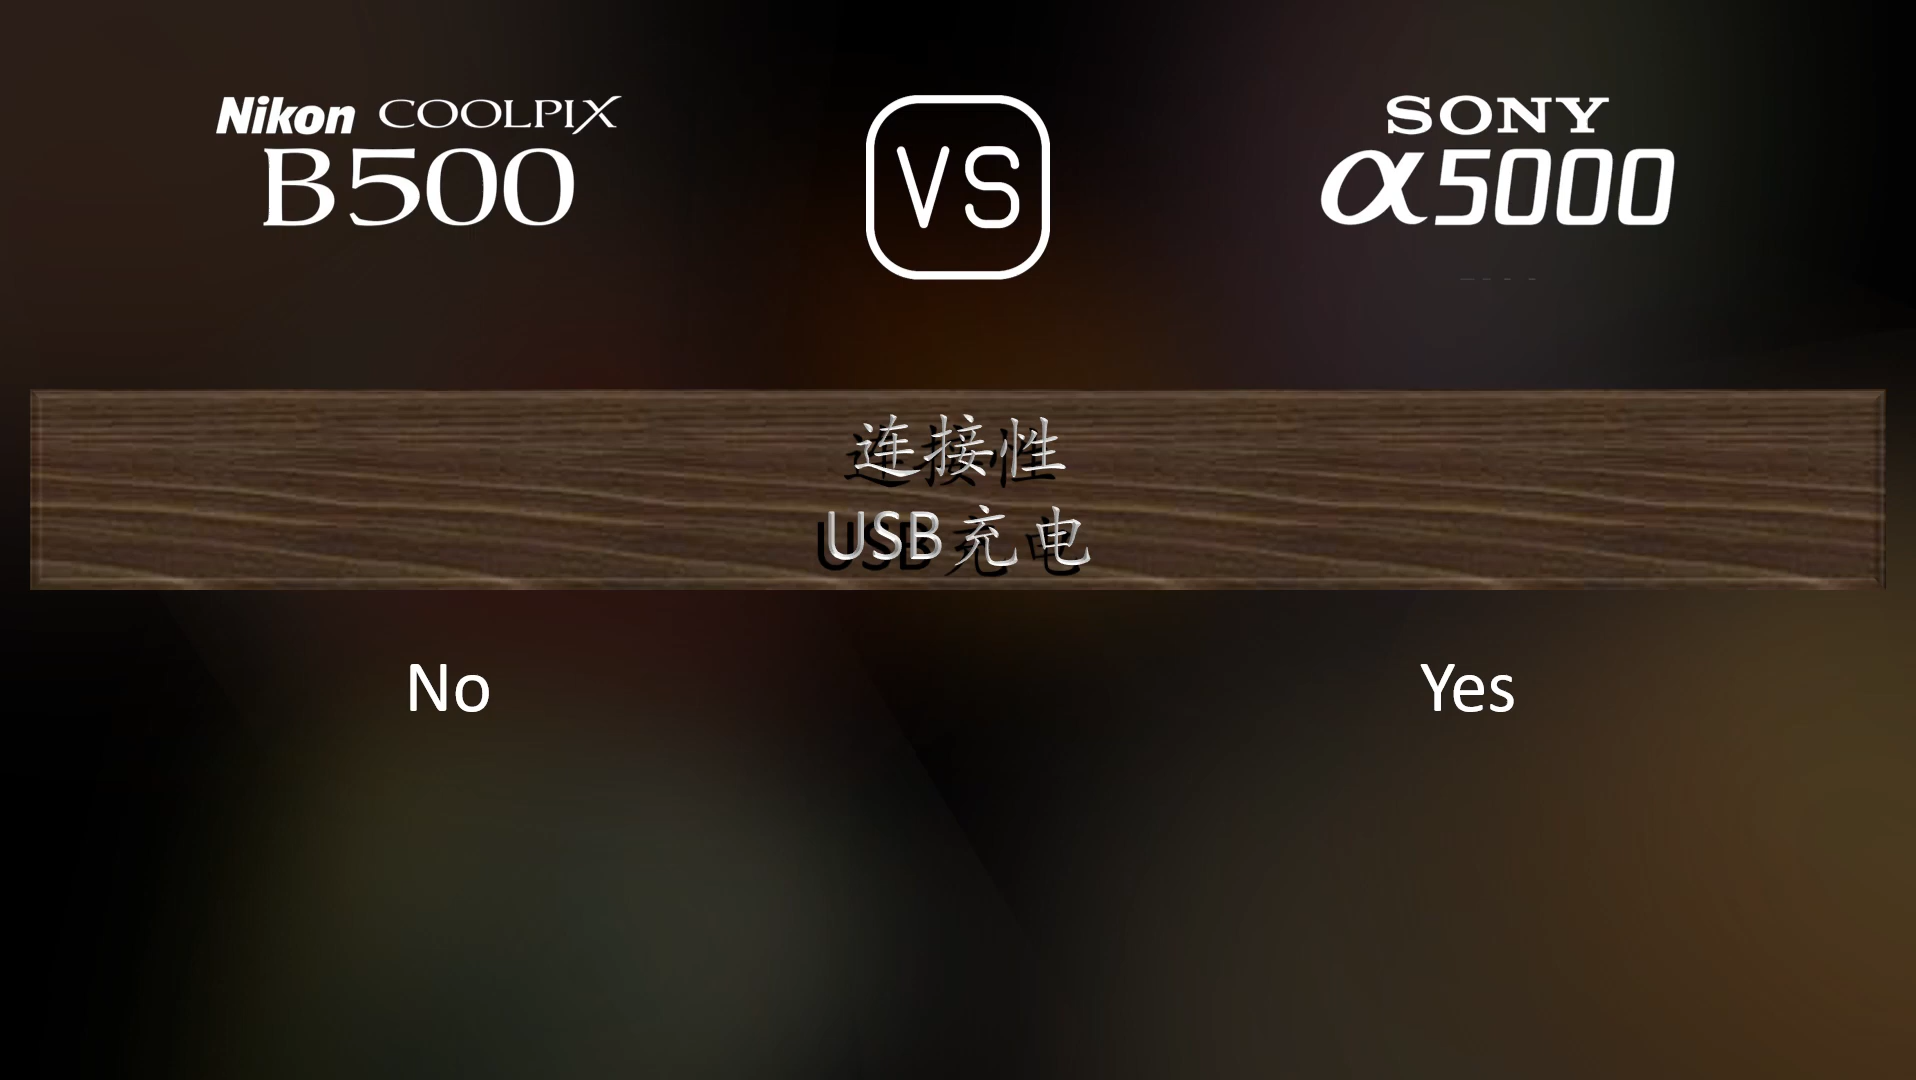 Nikon COOLPIX
B500
VS
SONY
α5000
连接性
USB充电
No
Yes